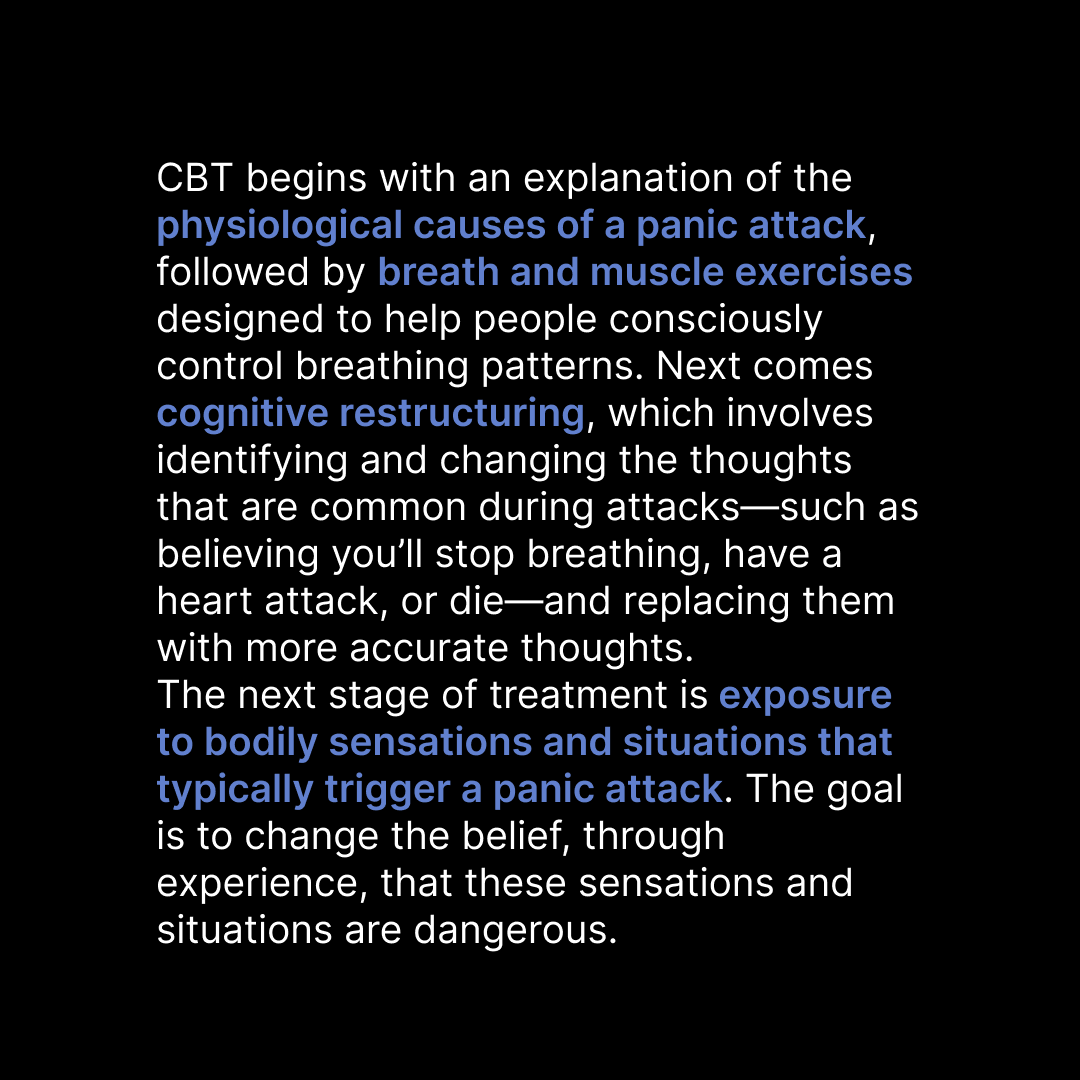 CBT begins with an explanation of the
physiological causes of a panic attack,
followed by breath and muscle exercises
designed to help people consciously
control breathing patterns. Next comes
cognitive restructuring, which involves
identifying and changing the thoughts
that are common during attacks—such as
believing you’ll stop breathing, have a
heart attack, or die—and replacing them
with more accurate thoughts.
The next stage of treatment is exposure
to bodily sensations and situations that
typically trigger a panic attack. The goal
is to change the belief, through
experience, that these sensations and
situations are dangerous.